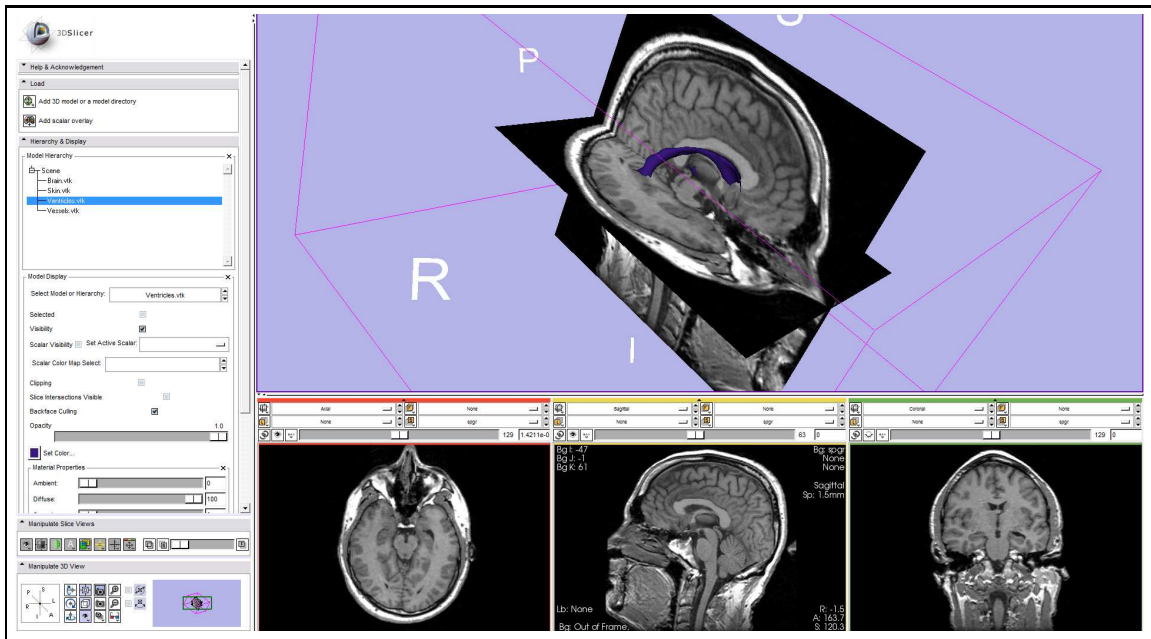 3DSlicer
Help & Acknowledgement
Load
Add 3D model or a model directory
Add scalar overlay
Hierarchy & Display
Model Hierarchy
Scene
Brain.vtk
Skin.vtk
Ventricles.vtk
Vessels.vtk
Model Display
Select Model or Hierarchy: Ventricles.vtk
Selected
Visibility
Scalar Visibility Set Active Scalar:
Scalar Color Map Select:
Clipping
Slice Intersections Visible
Backface Culling
Opacity 1.0
Set Color...
Material Properties
Ambient: 0
Diffuse: 100
Manipulate Slice Views
Manipulate 3D View
P S
R L
I A
S
P
R
I
Axial None
None spgr
129 1.4211e-0
Sagittal None
None spgr
63 0
Coronal None
None spgr
129 0
Bg I: -47 Bg: spgr
Bg J: -1 None
Bg K: 61 None
Sagittal
Sp: 1.5mm
Lb: None R: -1.5
A: 163.7
Bg: Out of Frame, S: 120.3